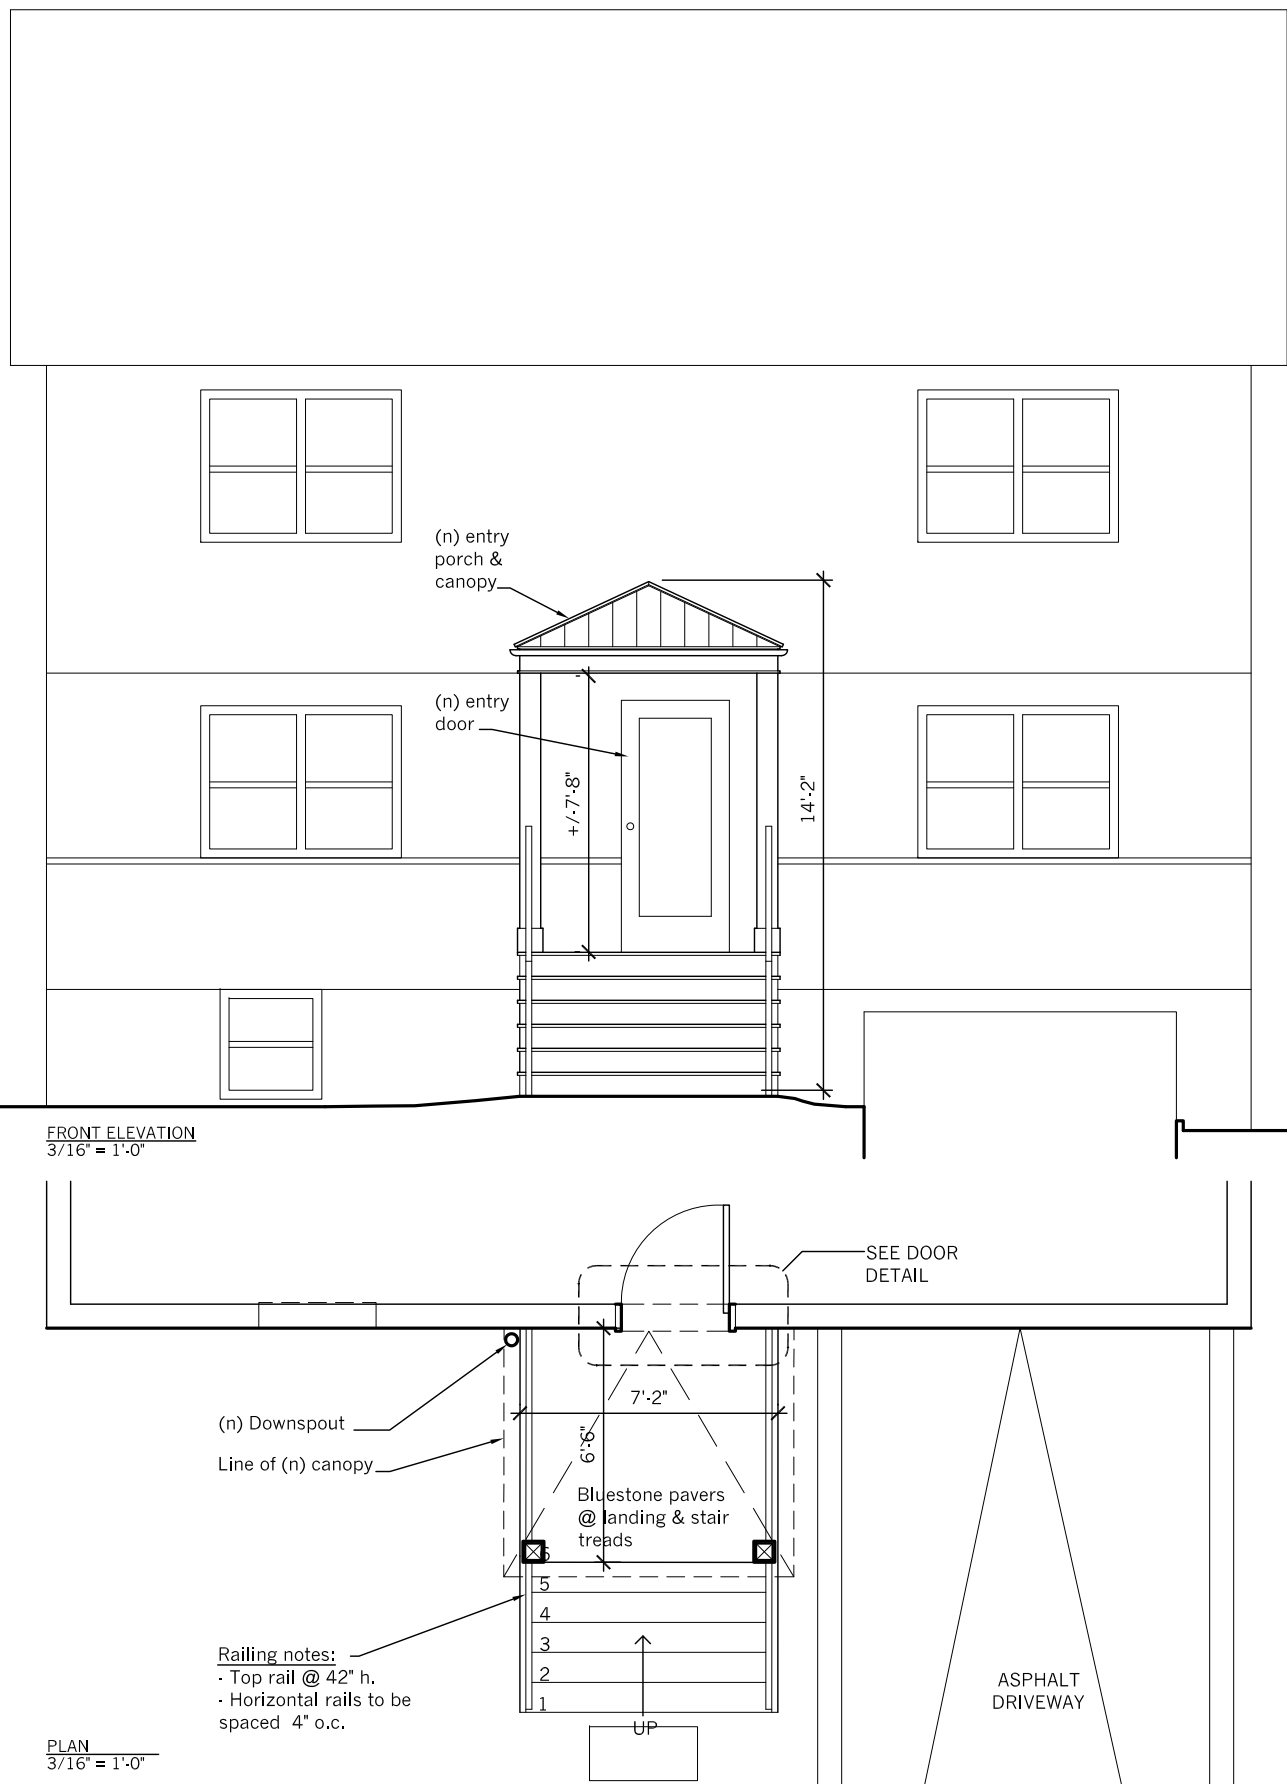 (n) entry
porch &
canopy
(n) entry
door
+/-7'-8"
14'-2"
FRONT ELEVATION
3/16" = 1'-0"
SEE DOOR
DETAIL
7'-2"
6'-6"
(n) Downspout
Line of (n) canopy
Bluestone pavers
@ landing & stair
treads
6
5
4
3
2
1
UP
Railing notes:
- Top rail @ 42" h.
- Horizontal rails to be
spaced 4" o.c.
ASPHALT
DRIVEWAY
PLAN
3/16" = 1'-0"